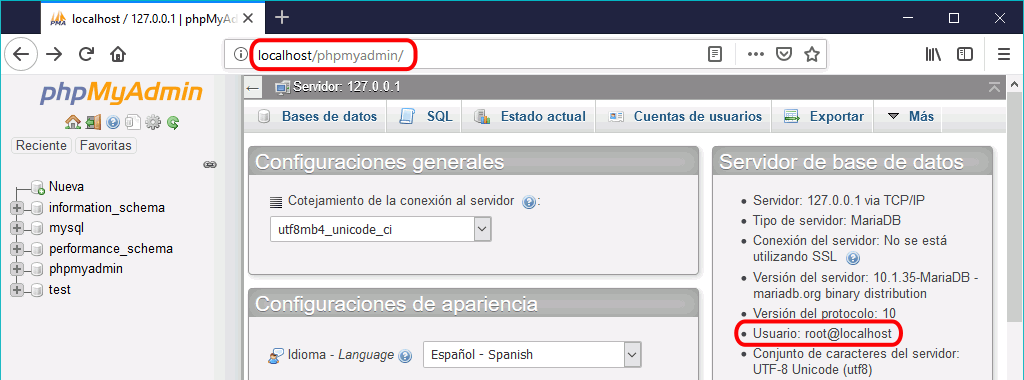 localhost / 127.0.0.1 | phpMyAd
localhost/phpmyadmin/
phpMyAdmin
Reciente Favoritas
Nueva
information_schema
mysql
performance_schema
phpmyadmin
test
Servidor: 127.0.0.1
Bases de datos SQL Estado actual Cuentas de usuarios Exportar Más
Configuraciones generales
Cotejamiento de la conexión al servidor :
utf8mb4_unicode_ci
Configuraciones de apariencia
Idioma - Language
Español - Spanish
Servidor de base de datos
Servidor: 127.0.0.1 via TCP/IP
Tipo de servidor: MariaDB
Conexión del servidor: No se está
utilizando SSL
Versión del servidor: 10.1.35-MariaDB -
mariadb.org binary distribution
Versión del protocolo: 10
Usuario: root@localhost
Conjunto de caracteres del servidor:
UTF-8 Unicode (utf8)